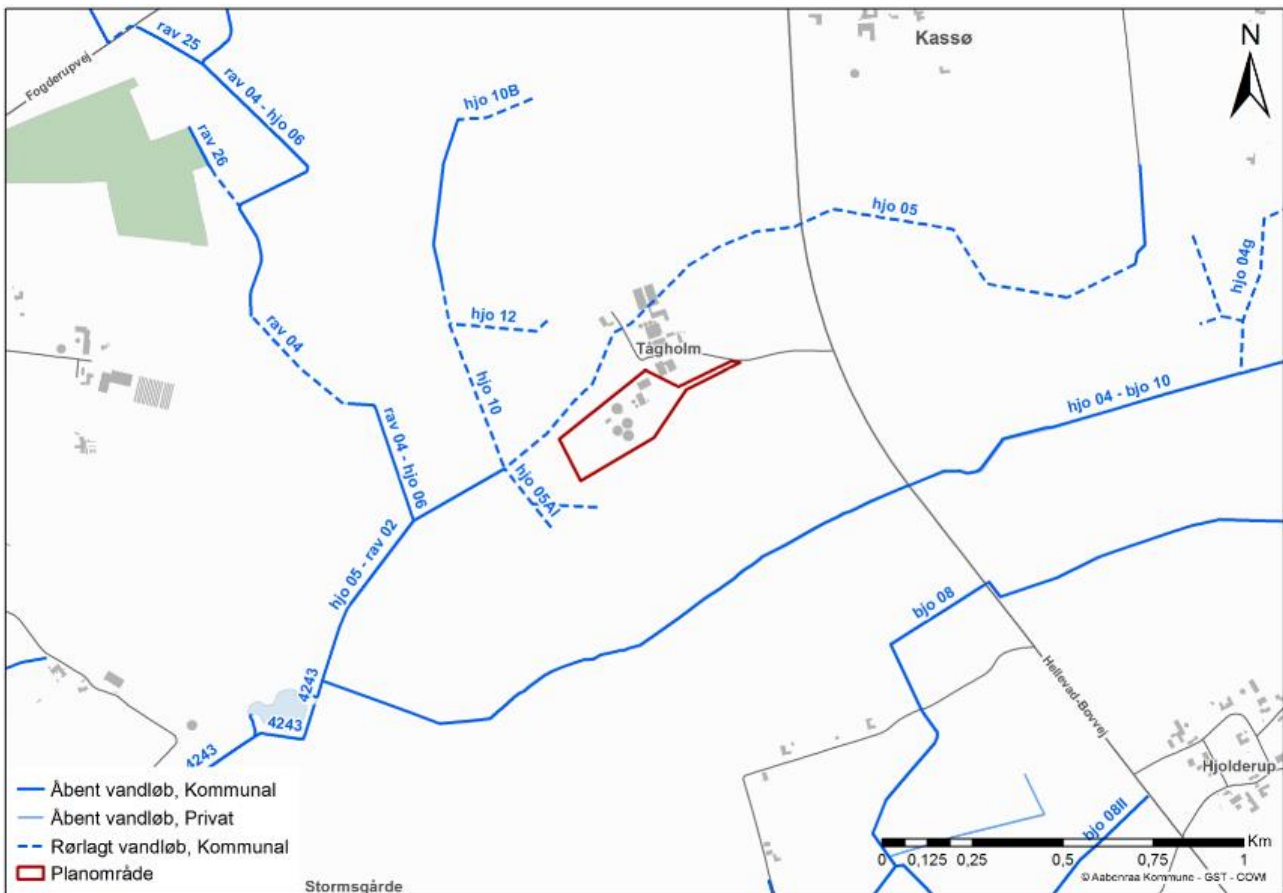 rav 25
Kassø
N
Fogderupvej
rav 04 - hjo 06
hjo 10B
rav 26
hjo 05
hjo 04g
rav 04
hjo 12
Tågholm
hjo 10
hjo 04 - bjo 10
rav 04 - hjo 06
hjo 05AI
hjo 05 - rav 02
bjo 08
4243
4243
4243
Hellevad-Bovvej
Hjolderup
bjo 08II
Åbent vandløb, Kommunal
Åbent vandløb, Privat
Rørlagt vandløb, Kommunal
Planområde
Km
0 0,125 0,25 0,5 0,75 1
© Aabenraa Kommune - GST - COWI
Stormsgårde